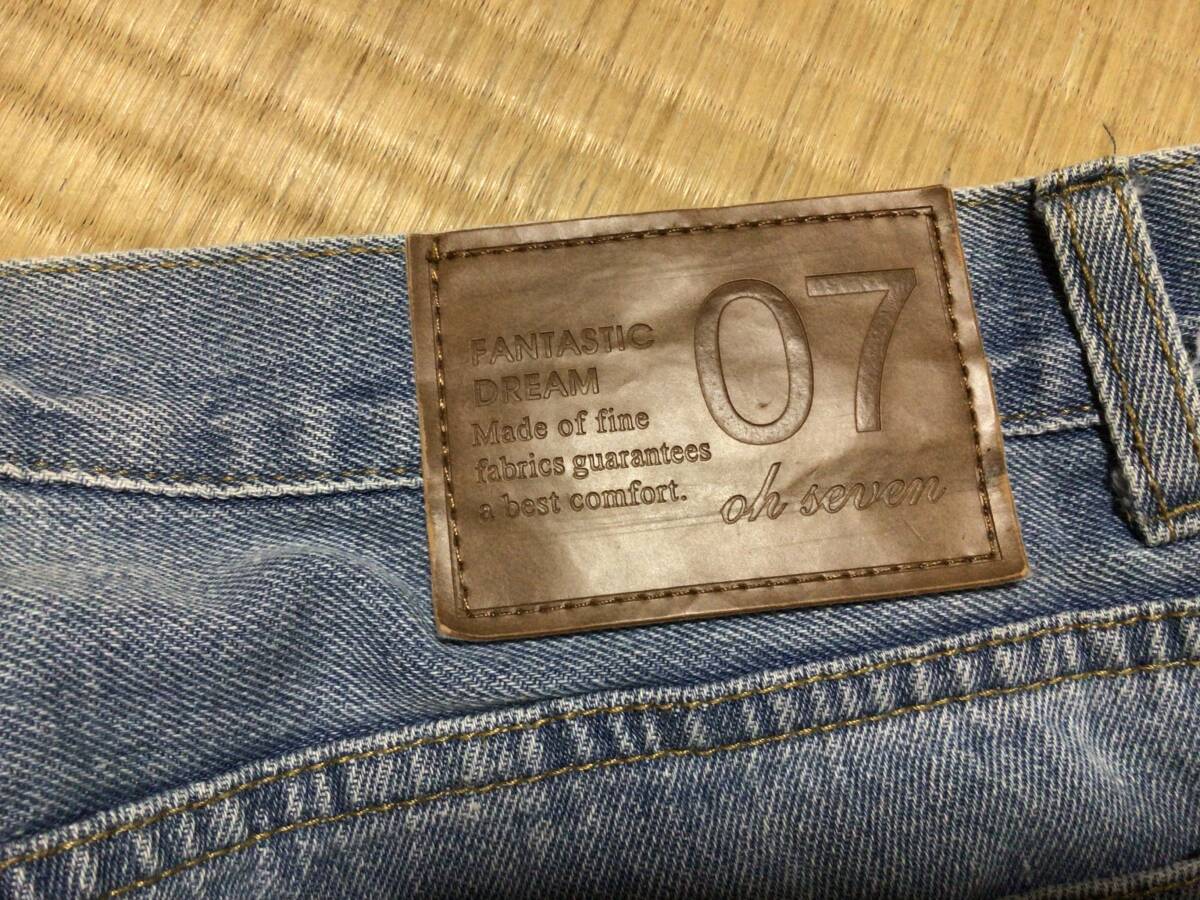 FANTASTIC
DREAM
Made of fine
fabrics guarantees
a best comfort.
07
oh seven